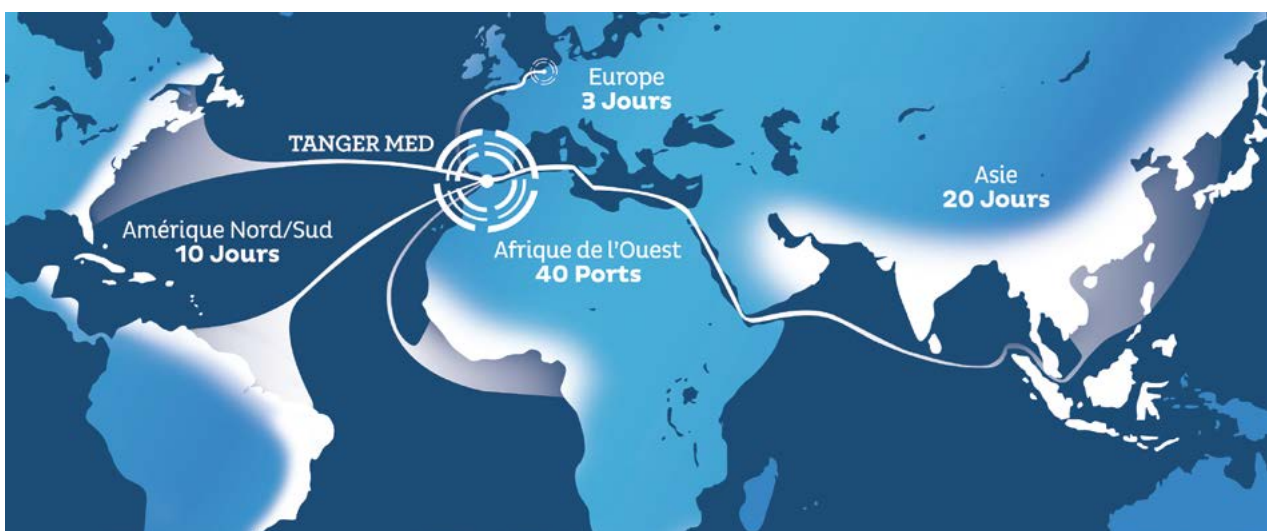 Europe
3 Jours
TANGER MED
Asie
20 Jours
Amérique Nord/Sud
10 Jours
Afrique de l'Ouest
40 Ports